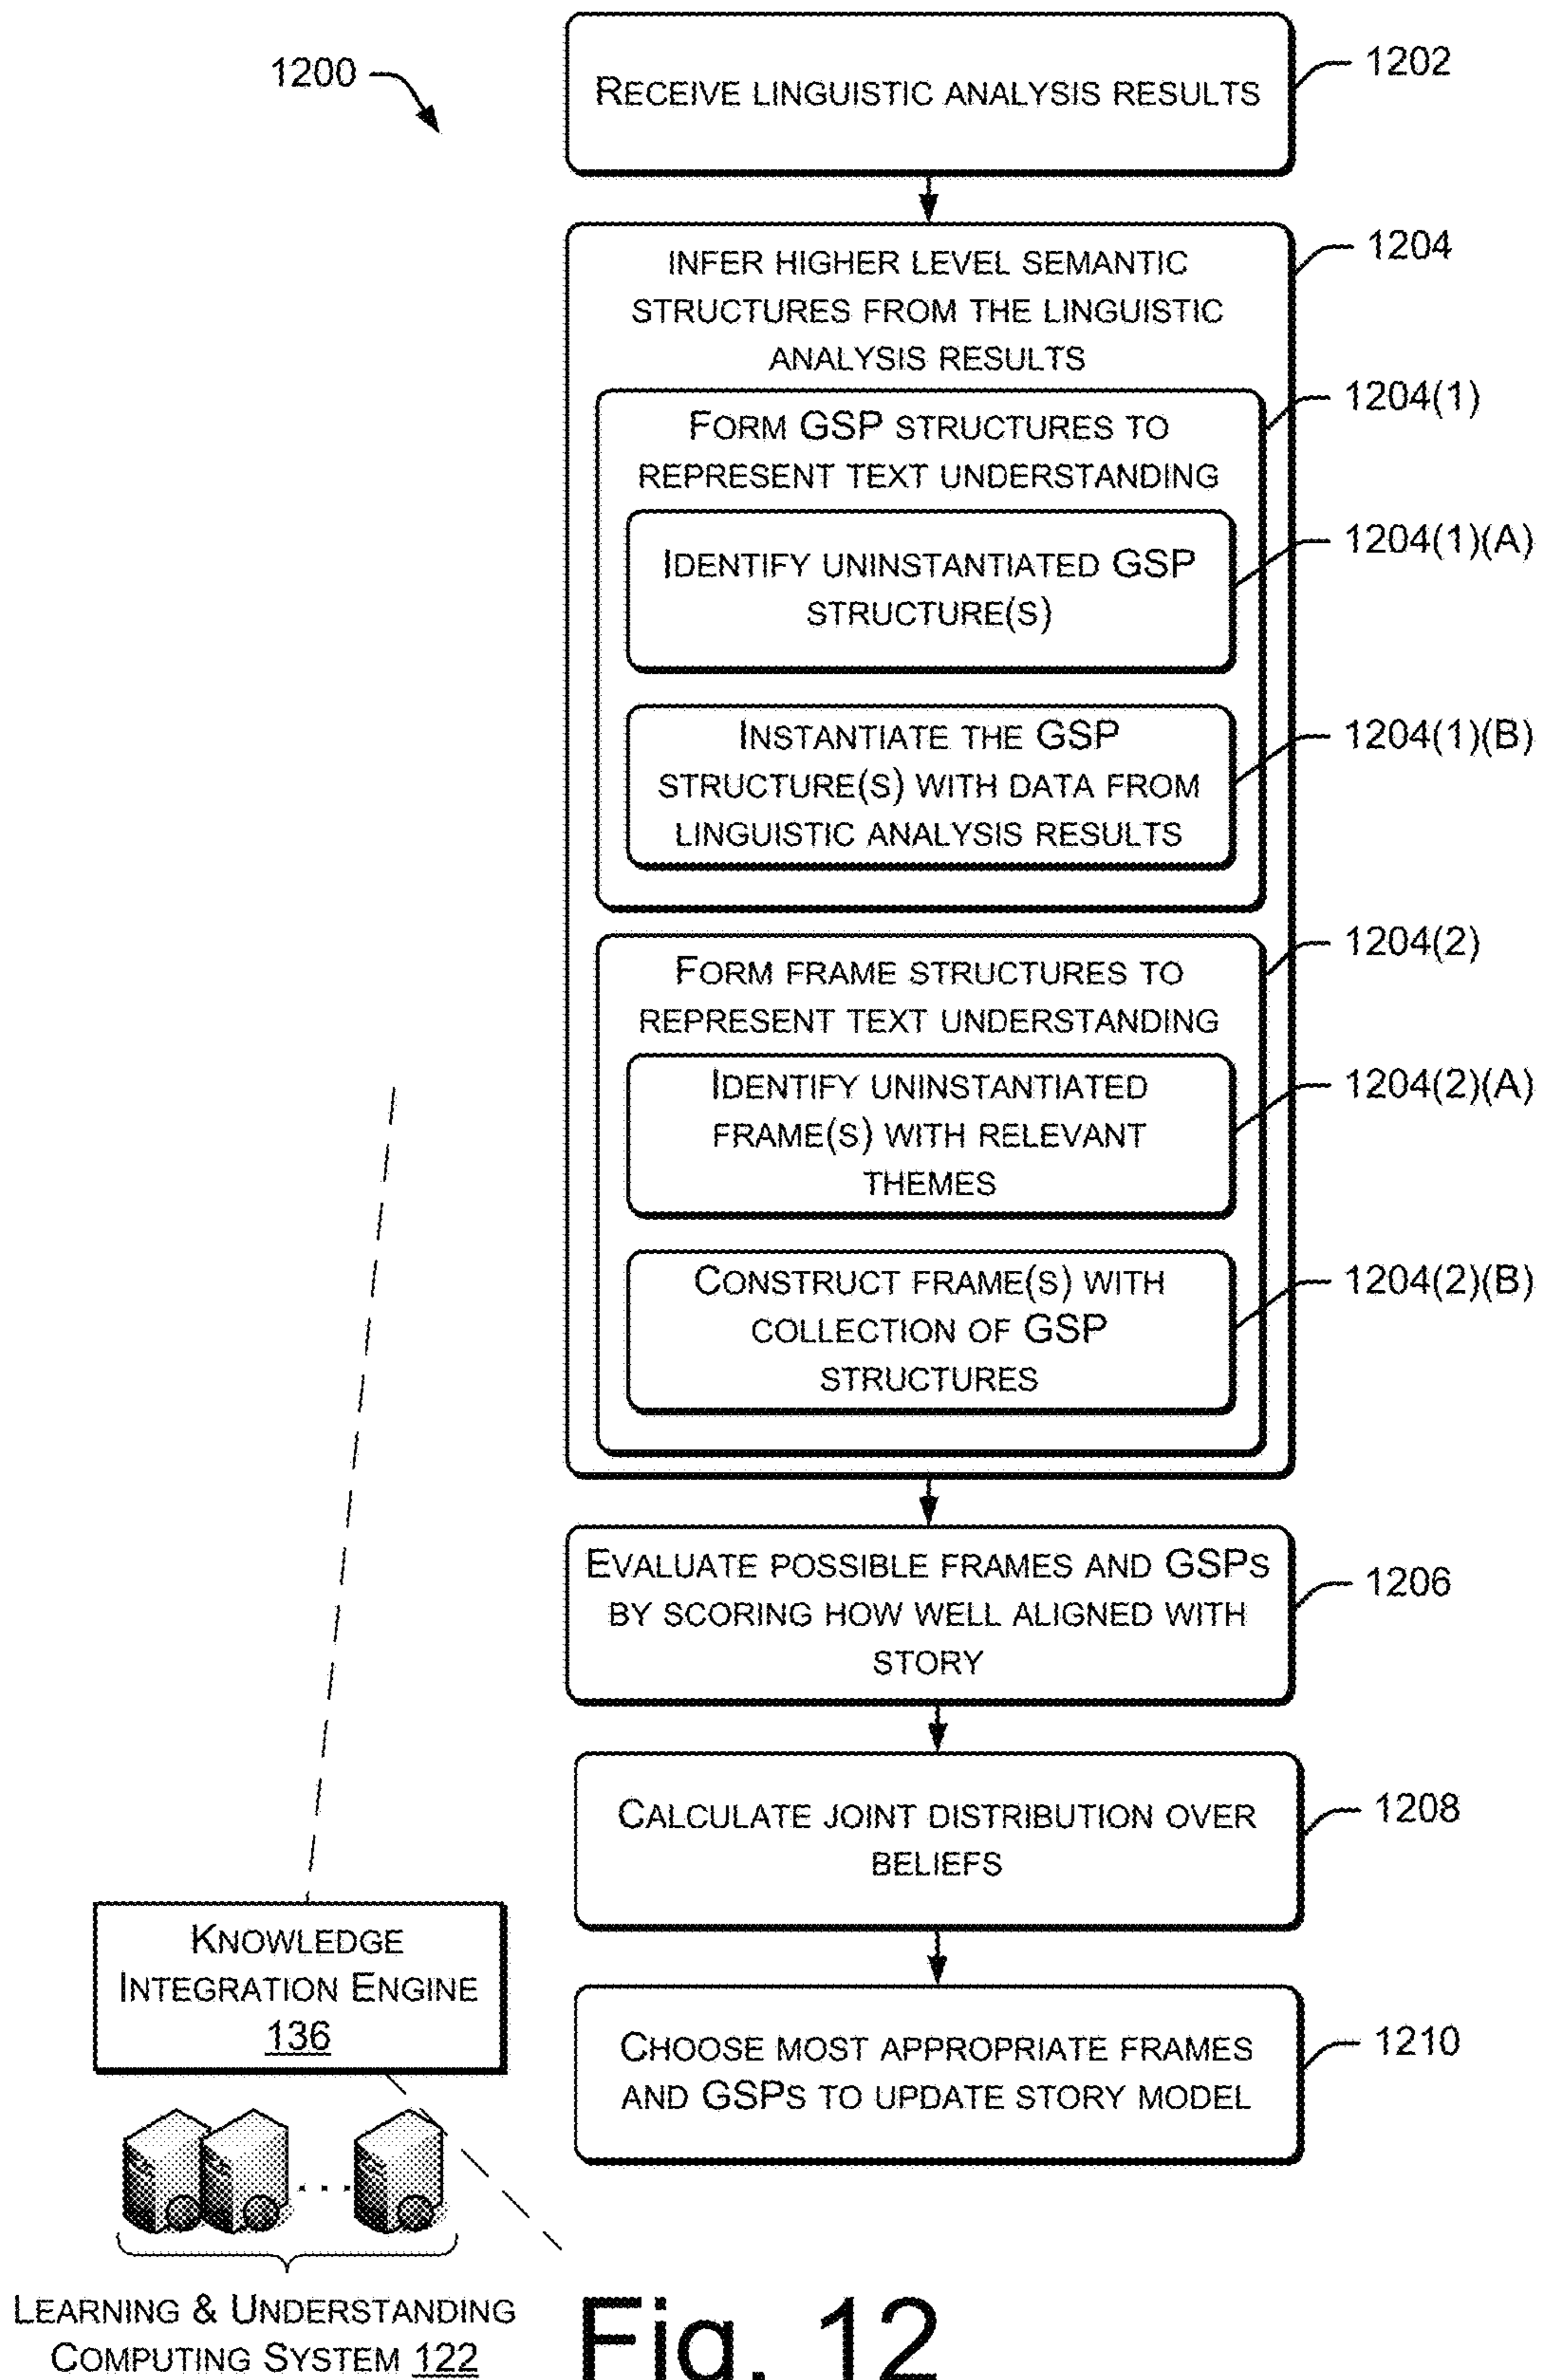 1200
RECEIVE LINGUISTIC ANALYSIS RESULTS
1202
INFER HIGHER LEVEL SEMANTIC
STRUCTURES FROM THE LINGUISTIC
ANALYSIS RESULTS
1204
FORM GSP STRUCTURES TO
REPRESENT TEXT UNDERSTANDING
1204(1)
IDENTIFY UNINSTANTIATED GSP
STRUCTURE(S)
1204(1)(A)
INSTANTIATE THE GSP
STRUCTURE(S) WITH DATA FROM
LINGUISTIC ANALYSIS RESULTS
1204(1)(B)
FORM FRAME STRUCTURES TO
REPRESENT TEXT UNDERSTANDING
1204(2)
IDENTIFY UNINSTANTIATED
FRAME(S) WITH RELEVANT
THEMES
1204(2)(A)
CONSTRUCT FRAME(S) WITH
COLLECTION OF GSP
STRUCTURES
1204(2)(B)
EVALUATE POSSIBLE FRAMES AND GSPS
BY SCORING HOW WELL ALIGNED WITH
STORY
1206
CALCULATE JOINT DISTRIBUTION OVER
BELIEFS
1208
CHOOSE MOST APPROPRIATE FRAMES
AND GSPS TO UPDATE STORY MODEL
1210
KNOWLEDGE
INTEGRATION ENGINE
136
. . .
LEARNING & UNDERSTANDING
COMPUTING SYSTEM 122
Fig. 12